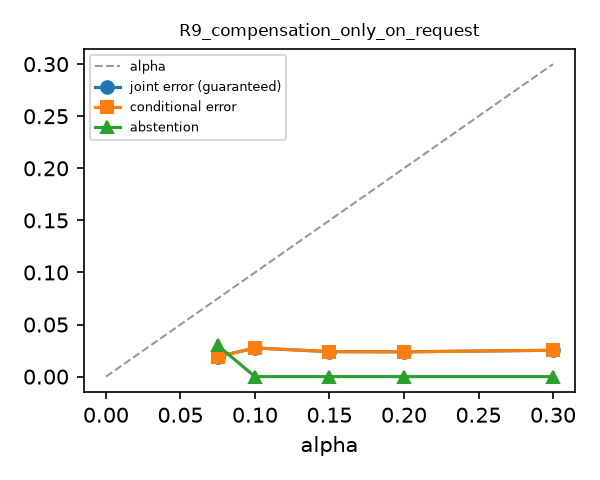 R9_compensation_only_on_request
alpha
joint error (guaranteed)
conditional error
abstention
0.30
0.25
0.20
0.15
0.10
0.05
0.00
0.00 0.05 0.10 0.15 0.20 0.25 0.30
alpha